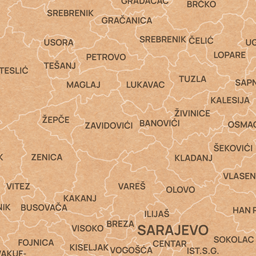 GRADAČAC
BRČKO
SREBRENIK
GRAČANICA
USORA
SREBRENIK ČELIĆ
PETROVO
LOPARE
TESLIĆ
TEŠANJ
MAGLAJ
LUKAVAC
TUZLA
KALESIJA
ŽEPČE
ZAVIDOVIĆI
BANOVIĆI
ŽIVINICE
ŠEKOVIĆI
ZENICA
KLADANJ
VITEZ
VAREŠ
OLOVO
KAKANJ
BUSOVAČA
ILIJAŠ
BREZA
VISOKO
SARAJEVO
FOJNICA
KISELJAK
VOGOŠĆA
CENTAR
SOKOLAC
IST.S.G.